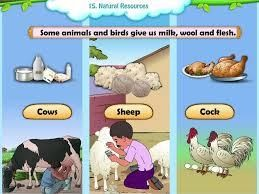 15. Natural Resources
Some animals and birds give us milk, wool and flesh.
Cows
Sheep
Cock